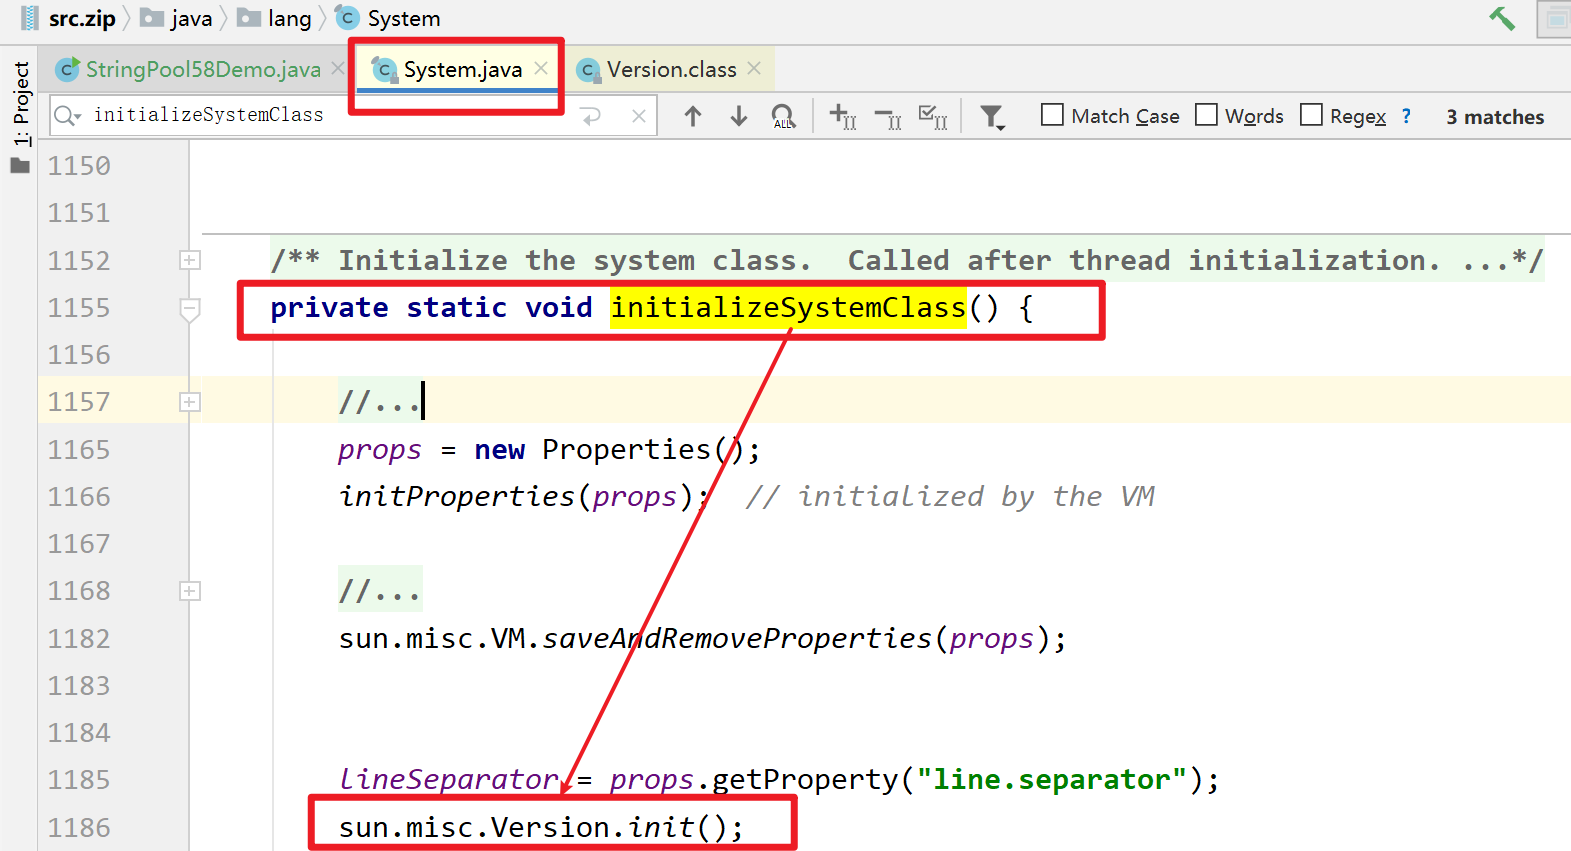 src.zip java lang System
1: Project
StringPool58Demo.java System.java Version.class
initializeSystemClass ALL Match Case Words Regex ? 3 matches
1150
1151
1152 /** Initialize the system class.  Called after thread initialization. ...*/
1155 private static void initializeSystemClass() {
1156
1157 //...
1165 props = new Properties();
1166 initProperties(props);  // initialized by the VM
1167
1168 //...
1182 sun.misc.VM.saveAndRemoveProperties(props);
1183
1184
1185 lineSeparator = props.getProperty("line.separator");
1186 sun.misc.Version.init();